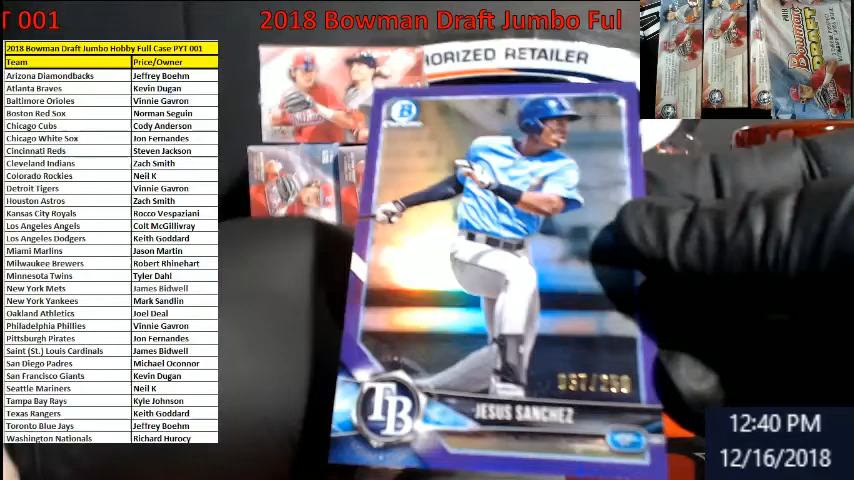 T 001
2018 Bowman Draft Jumbo Ful
2018 Bowman Draft Jumbo Hobby Full Case PYT 001
Team Price/Owner
Arizona Diamondbacks Jeffrey Boehm
Atlanta Braves Kevin Dugan
Baltimore Orioles Vinnie Gavron
Boston Red Sox Norman Seguin
Chicago Cubs Cody Anderson
Chicago White Sox Jon Fernandes
Cincinnati Reds Steven Jackson
Cleveland Indians Zach Smith
Colorado Rockies Neil K
Detroit Tigers Vinnie Gavron
Houston Astros Zach Smith
Kansas City Royals Rocco Vespaziani
Los Angeles Angels Colt McGillivray
Los Angeles Dodgers Keith Goddard
Miami Marlins Jason Martin
Milwaukee Brewers Robert Rhinehart
Minnesota Twins Tyler Dahl
New York Mets James Bidwell
New York Yankees Mark Sandlin
Oakland Athletics Joel Deal
Philadelphia Phillies Vinnie Gavron
Pittsburgh Pirates Jon Fernandes
Saint (St.) Louis Cardinals James Bidwell
San Diego Padres Michael Oconnor
San Francisco Giants Kevin Dugan
Seattle Mariners Neil K
Tampa Bay Rays Kyle Johnson
Texas Rangers Keith Goddard
Toronto Blue Jays Jeffrey Boehm
Washington Nationals Richard Hurocy
HORIZED RETAILER
B
TB
JESUS SANCHEZ
Bowman
DRAFT
12:40 PM
12/16/2018